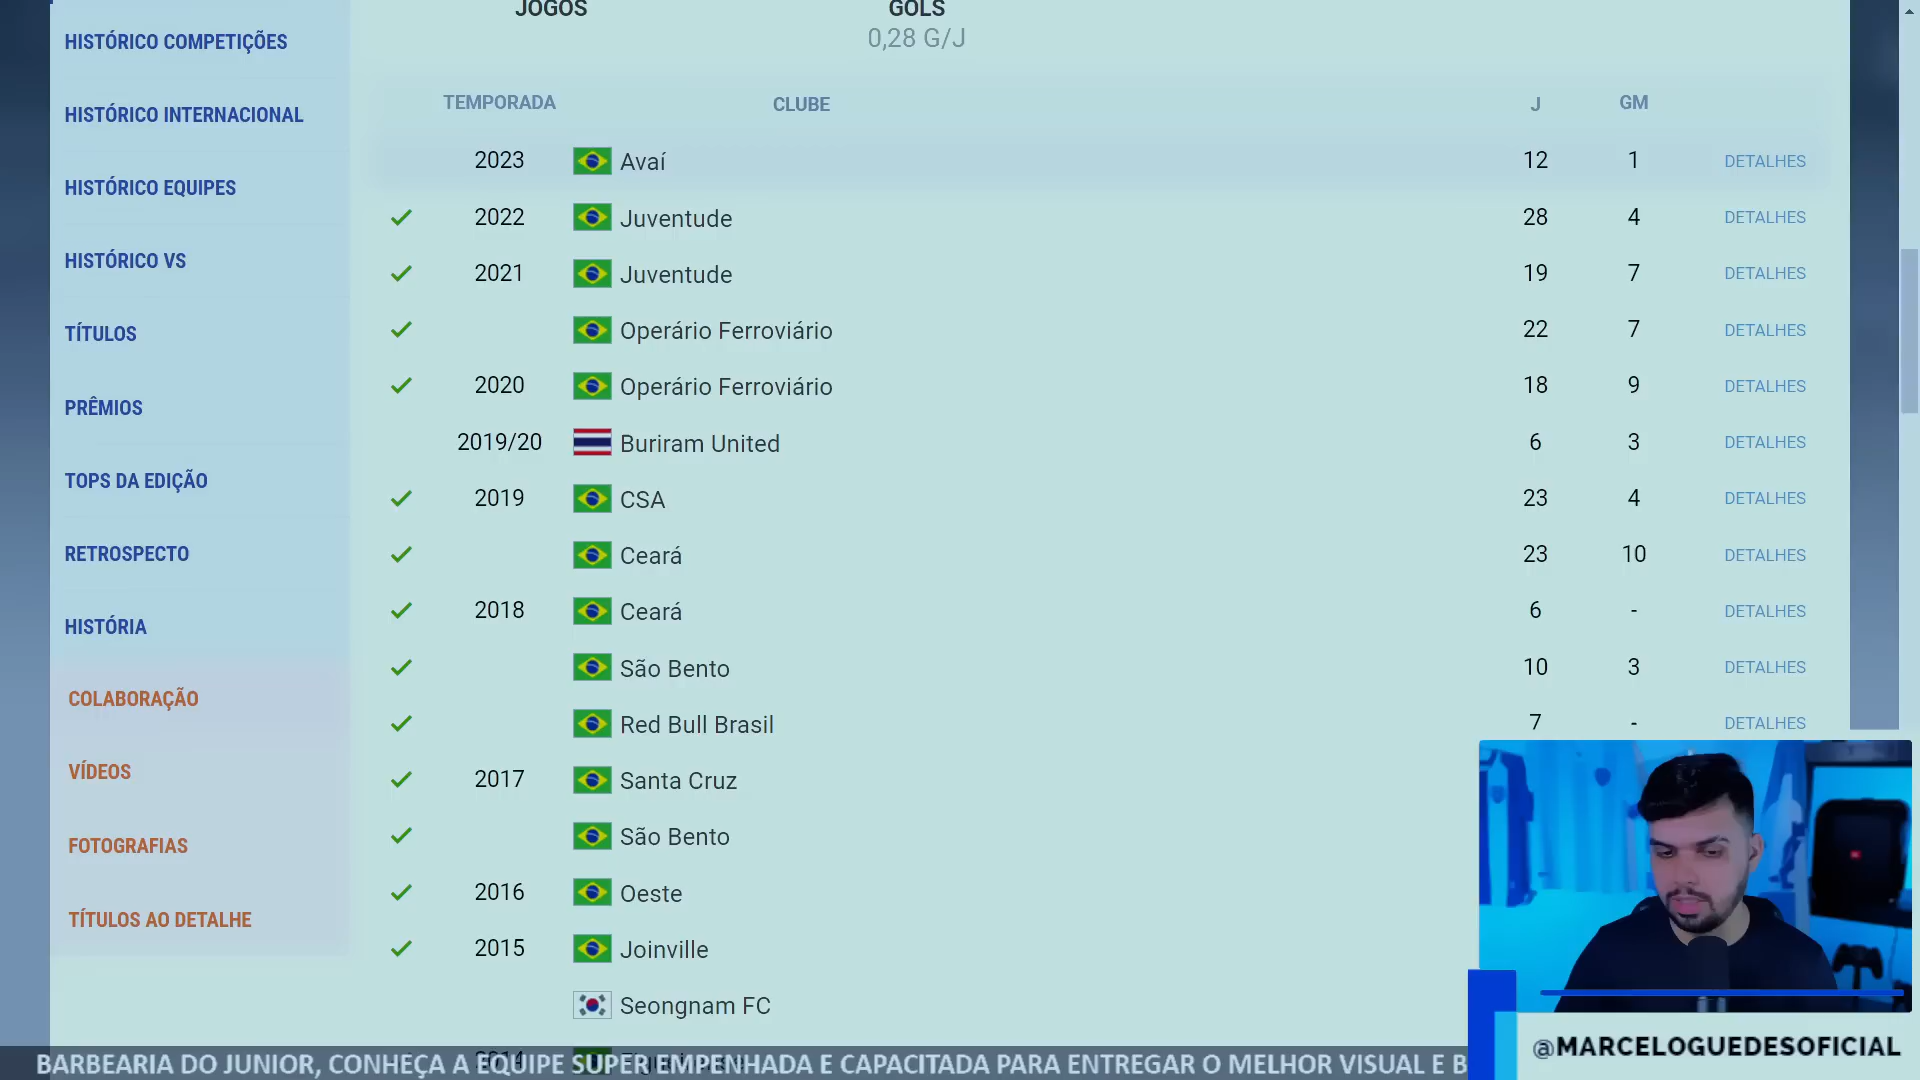 JOGOS GOLS
0,28 G/J
HISTÓRICO COMPETIÇÕES
HISTÓRICO INTERNACIONAL
HISTÓRICO EQUIPES
HISTÓRICO VS
TÍTULOS
PRÊMIOS
TOPS DA EDIÇÃO
RETROSPECTO
HISTÓRIA
COLABORAÇÃO
VÍDEOS
FOTOGRAFIAS
TÍTULOS AO DETALHE
TEMPORADA CLUBE J GM
2023 Avaí 12 1 DETALHES
2022 Juventude 28 4 DETALHES
2021 Juventude 19 7 DETALHES
Operário Ferroviário 22 7 DETALHES
2020 Operário Ferroviário 18 9 DETALHES
2019/20 Buriram United 6 3 DETALHES
2019 CSA 23 4 DETALHES
Ceará 23 10 DETALHES
2018 Ceará 6 - DETALHES
São Bento 10 3 DETALHES
Red Bull Brasil 7 - DETALHES
2017 Santa Cruz
São Bento
2016 Oeste
2015 Joinville
Seongnam FC
2014
@MARCELOGUEDESOFICIAL
BARBEARIA DO JUNIOR, CONHEÇA A EQUIPE SUPER EMPENHADA E CAPACITADA PARA ENTREGAR O MELHOR VISUAL E B